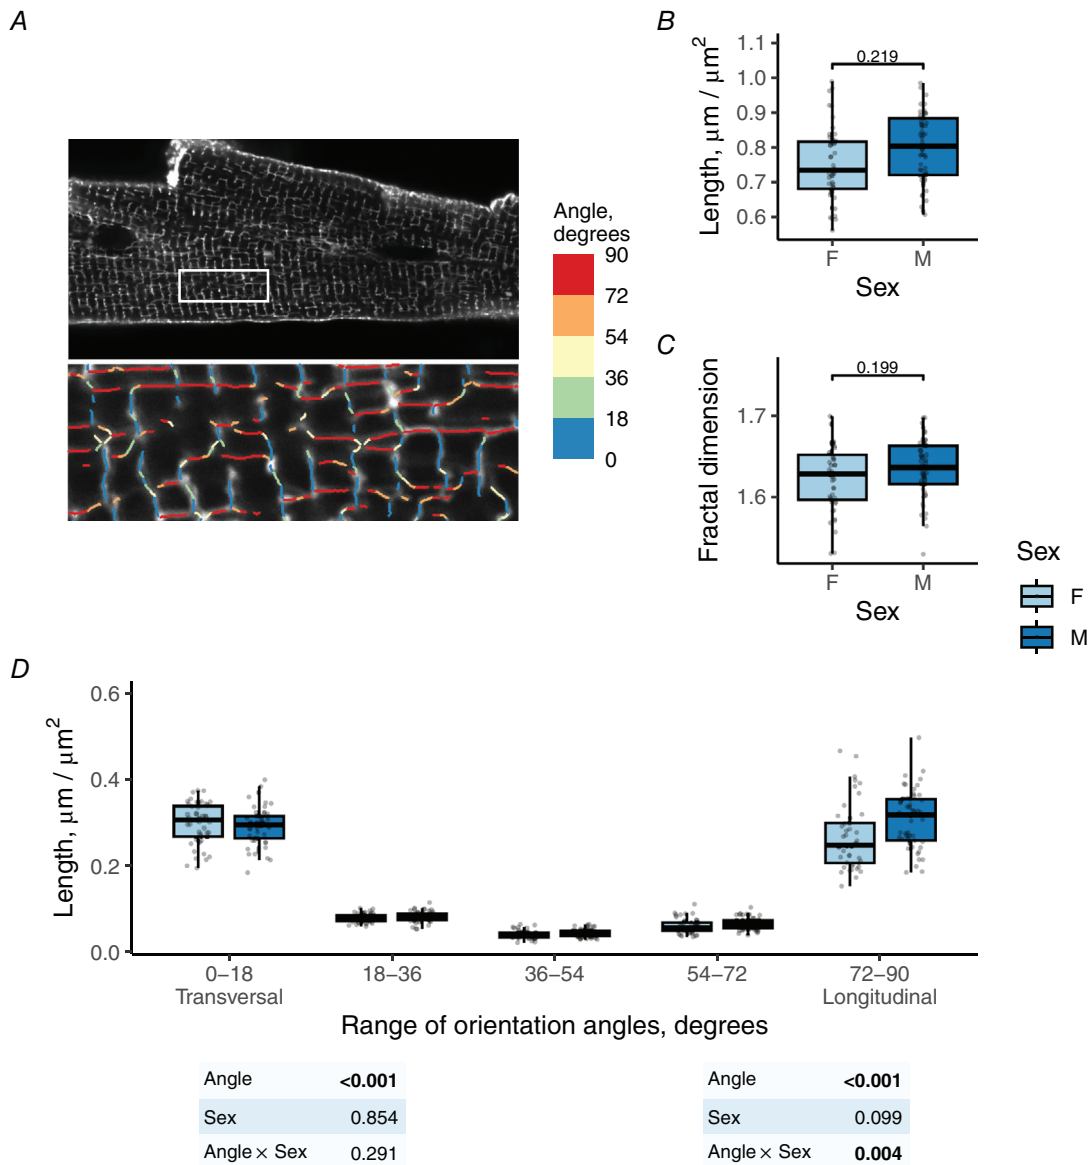 A
Angle,
degrees
90
72
54
36
18
0
B
Length, μm / μm²
1.1
1.0
0.9
0.8
0.7
0.6
0.219
F M
Sex
C
Fractal dimension
1.7
1.6
0.199
F M
Sex
Sex
F
M
D
Length, μm / μm²
0.6
0.4
0.2
0.0
0–18 18–36 36–54 54–72 72–90
Transversal Longitudinal
Range of orientation angles, degrees
Angle <0.001
Sex 0.854
Angle × Sex 0.291
Angle <0.001
Sex 0.099
Angle × Sex 0.004